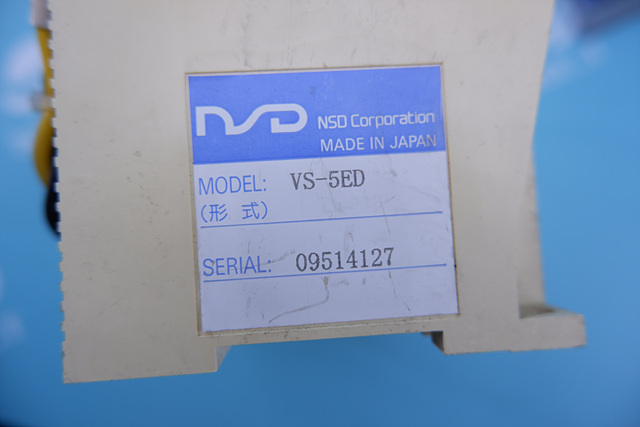 NSD
NSD Corporation
MADE IN JAPAN
MODEL: VS-5ED
(形 式)
SERIAL: 09514127